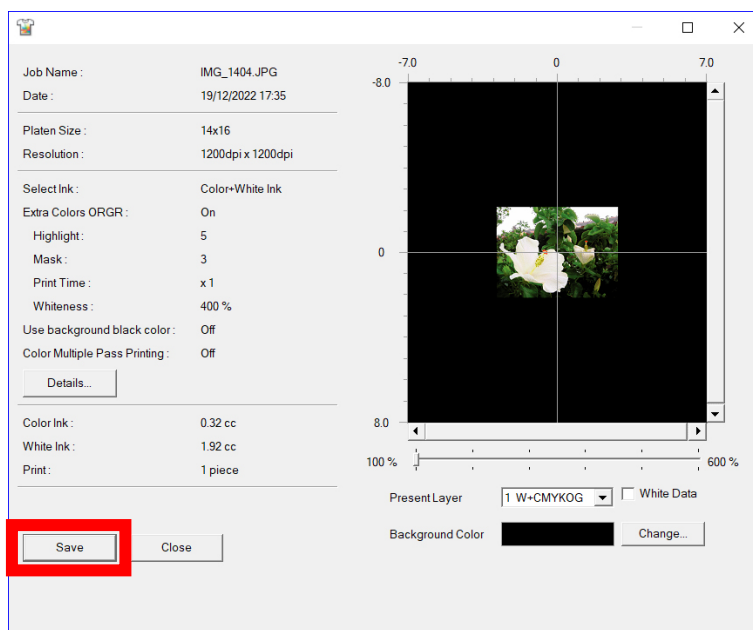 Job Name : IMG_1404.JPG
Date : 19/12/2022 17:35
Platen Size : 14x16
Resolution : 1200dpi x 1200dpi
Select Ink : Color+White Ink
Extra Colors ORGR : On
Highlight : 5
Mask : 3
Print Time : x 1
Whiteness : 400 %
Use background black color : Off
Color Multiple Pass Printing : Off
Details...
Color Ink : 0.32 cc
White Ink : 1.92 cc
Print : 1 piece
Save Close
-7.0 0 7.0
-8.0
0
8.0
100 % 600 %
Present Layer 1 W+CMYKOG White Data
Background Color Change...